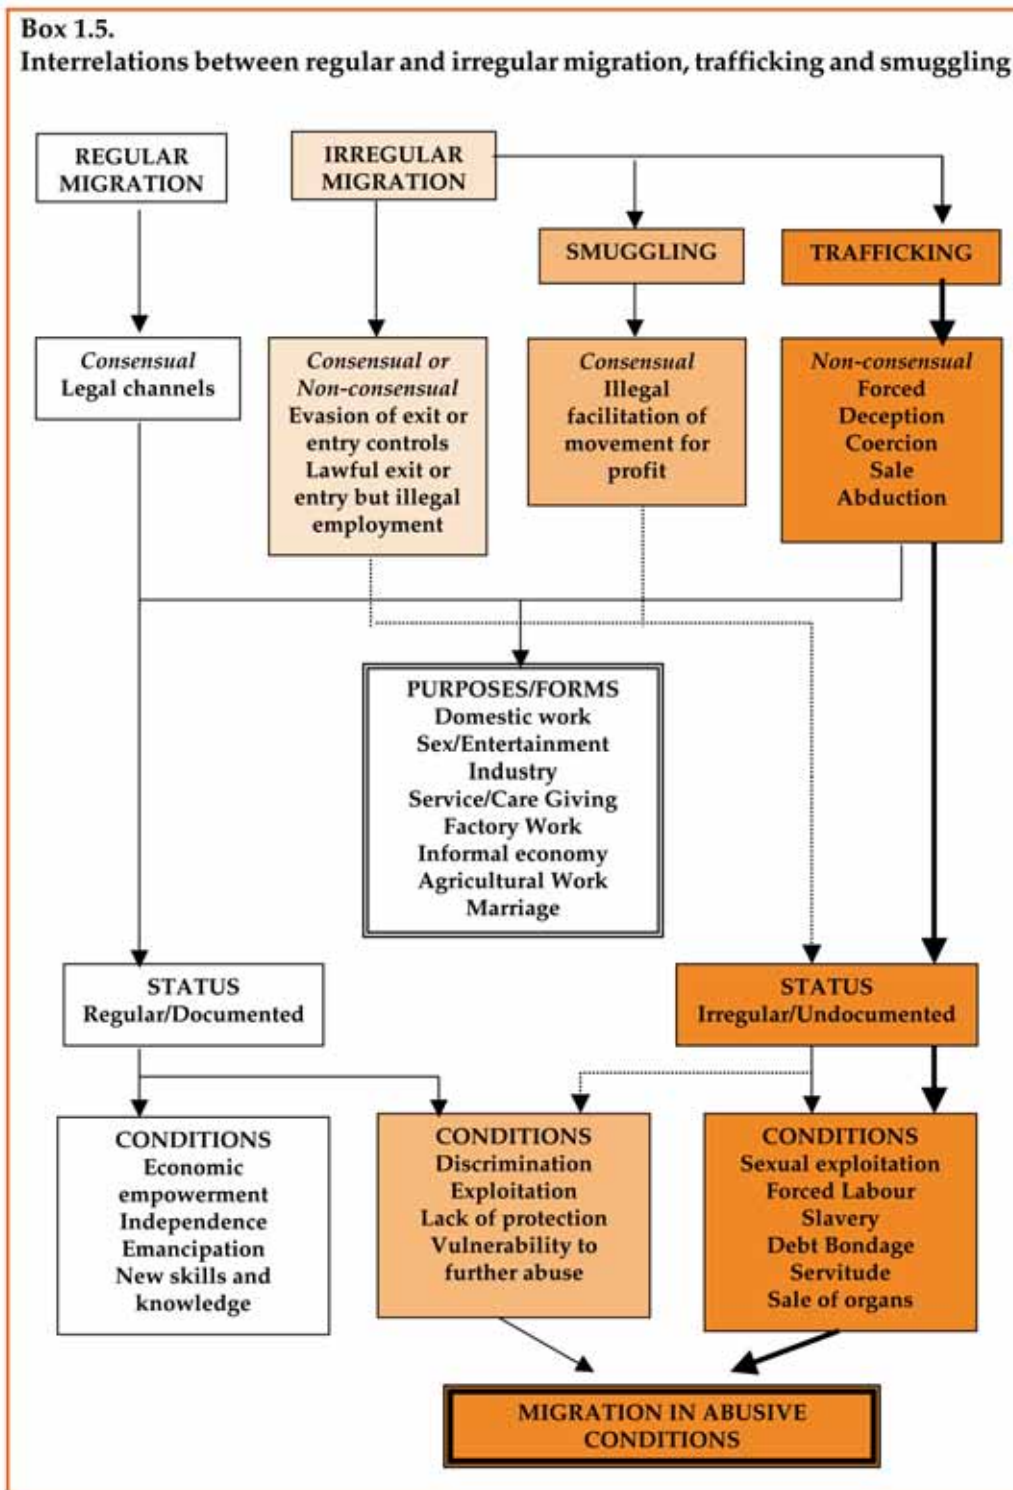 Box 1.5.
Interrelations between regular and irregular migration, trafficking and smuggling
REGULAR
MIGRATION
IRREGULAR
MIGRATION
SMUGGLING
TRAFFICKING
Consensual
Legal channels
Consensual or
Non-consensual
Evasion of exit or
entry controls
Lawful exit or
entry but illegal
employment
Consensual
Illegal
facilitation of
movement for
profit
Non-consensual
Forced
Deception
Coercion
Sale
Abduction
PURPOSES/FORMS
Domestic work
Sex/Entertainment
Industry
Service/Care Giving
Factory Work
Informal economy
Agricultural Work
Marriage
STATUS
Regular/Documented
STATUS
Irregular/Undocumented
CONDITIONS
Economic
empowerment
Independence
Emancipation
New skills and
knowledge
CONDITIONS
Discrimination
Exploitation
Lack of protection
Vulnerability to
further abuse
CONDITIONS
Sexual exploitation
Forced Labour
Slavery
Debt Bondage
Servitude
Sale of organs
MIGRATION IN ABUSIVE
CONDITIONS